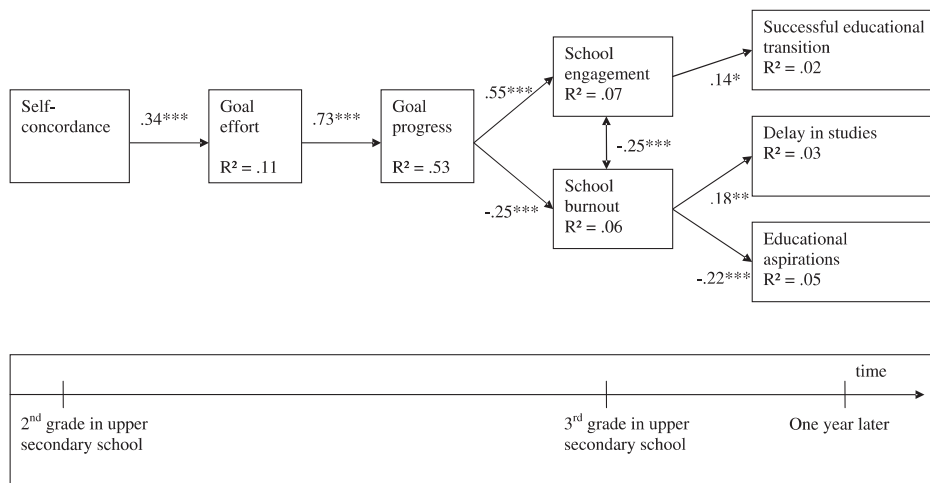 Self-
concordance
.34***
Goal
effort
R² = .11
.73***
Goal
progress
R² = .53
.55***
-.25***
School
engagement
R² = .07
-.25***
School
burnout
R² = .06
.14*
.18**
-.22***
Successful educational
transition
R² = .02
Delay in studies
R² = .03
Educational
aspirations
R² = .05
time
2nd grade in upper
secondary school
3rd grade in upper
secondary school
One year later